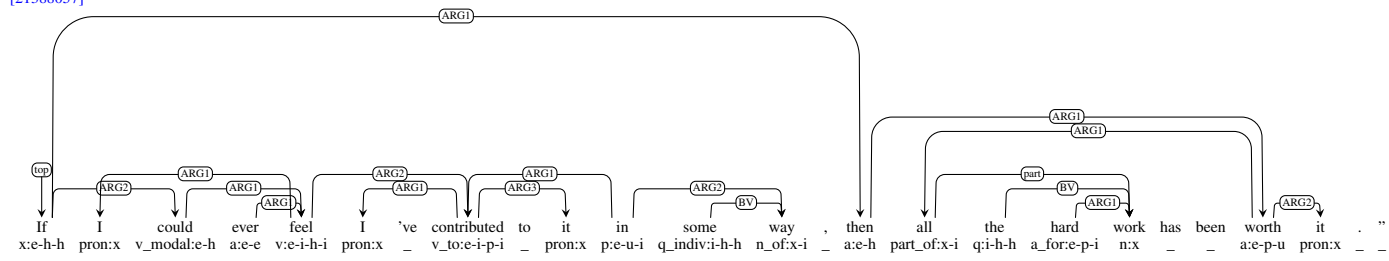 [21988057]
ARG1
ARG1
ARG1
top ARG1 ARG2 ARG1 part
ARG2 ARG1 ARG1 ARG3 ARG2 BV
ARG1 BV ARG1 ARG2
If I could ever feel I 've contributed to it in some way , then all the hard work has been worth it . ”
x:e-h-h pron:x v_modal:e-h a:e-e v:e-i-h-i pron:x _ v_to:e-i-p-i _ pron:x p:e-u-i q_indiv:i-h-h n_of:x-i _ a:e-h part_of:x-i q:i-h-h a_for:e-p-i n:x _ _ a:e-p-u pron:x _ _